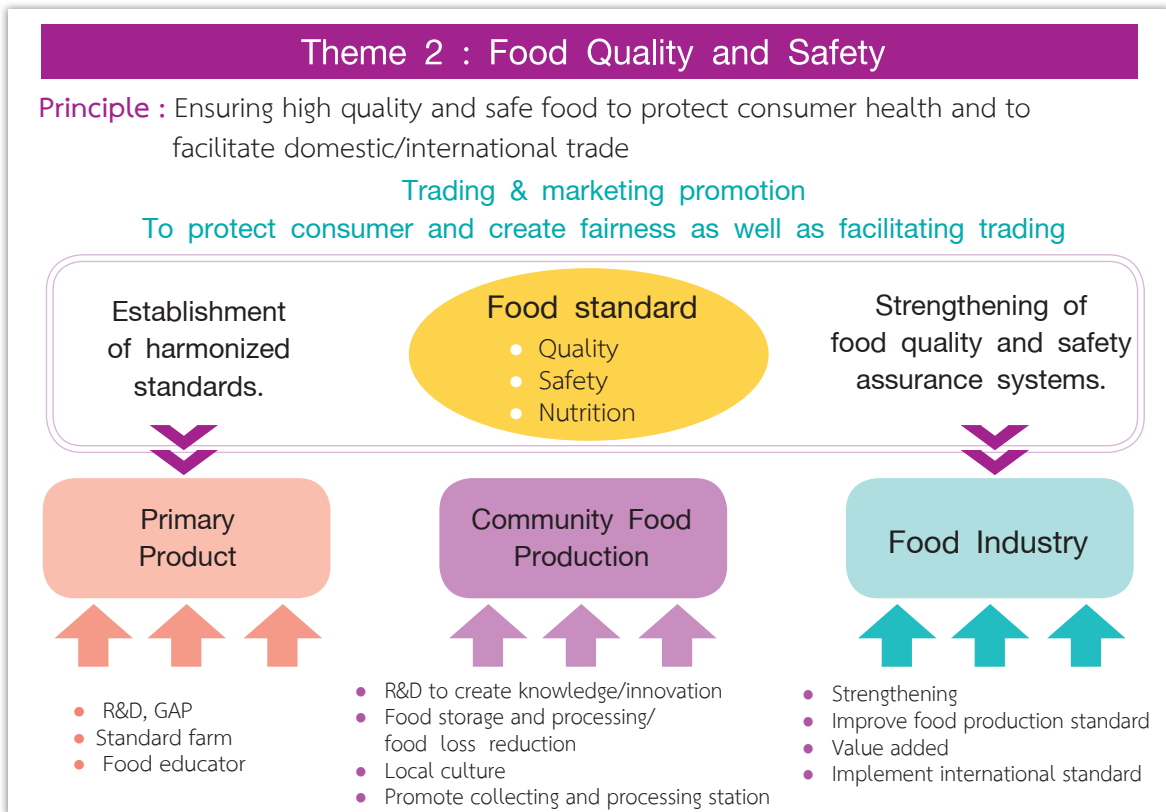 Theme 2 : Food Quality and Safety
Principle : Ensuring high quality and safe food to protect consumer health and to
facilitate domestic/international trade
Trading & marketing promotion
To protect consumer and create fairness as well as facilitating trading
Establishment
of harmonized
standards.
Food standard
• Quality
• Safety
• Nutrition
Strengthening of
food quality and safety
assurance systems.
Primary
Product
Community Food
Production
Food Industry
• R&D, GAP
• Standard farm
• Food educator
• R&D to create knowledge/innovation
• Food storage and processing/
food loss reduction
• Local culture
• Promote collecting and processing station
• Strengthening
• Improve food production standard
• Value added
• Implement international standard